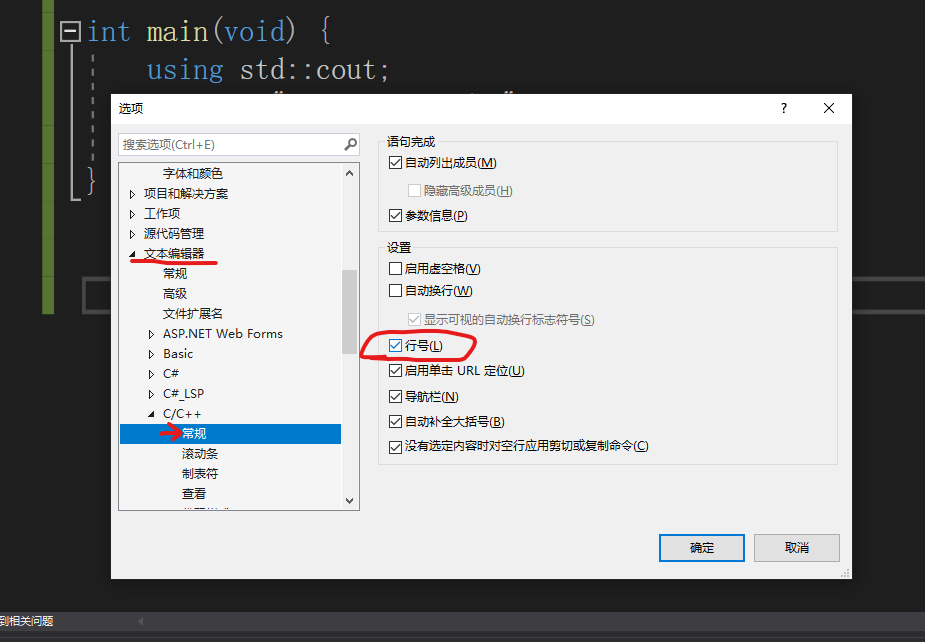 int main(void) {
using std::cout;
}
选项
?
搜索选项(Ctrl+E)
字体和颜色
项目和解决方案
工作项
源代码管理
文本编辑器
常规
高级
文件扩展名
ASP.NET Web Forms
Basic
C#
C#_LSP
C/C++
常规
滚动条
制表符
查看
语句完成
自动列出成员(M)
隐藏高级成员(H)
参数信息(P)
设置
启用虚空格(V)
自动换行(W)
显示可视的自动换行标志符号(S)
行号(L)
启用单击 URL 定位(U)
导航栏(N)
自动补全大括号(B)
没有选定内容时对空行应用剪切或复制命令(C)
确定
取消
到相关问题